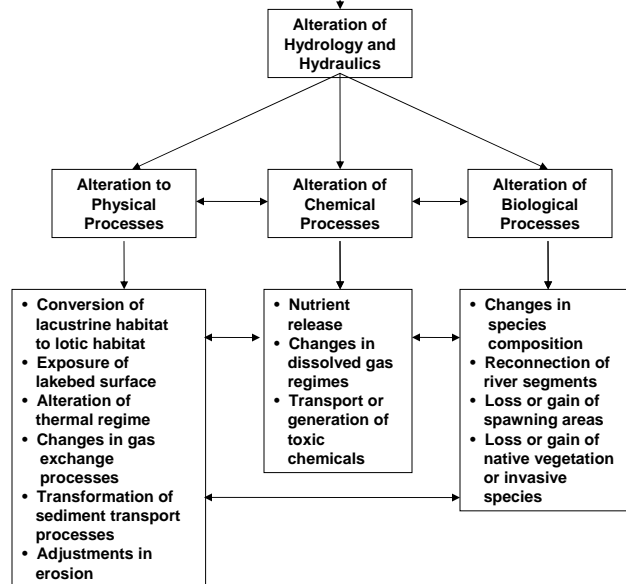 Alteration of
Hydrology and
Hydraulics
Alteration to
Physical
Processes
Alteration of
Chemical
Processes
Alteration of
Biological
Processes
• Conversion of
lacustrine habitat
to lotic habitat
• Exposure of
lakebed surface
• Alteration of
thermal regime
• Changes in gas
exchange
processes
• Transformation of
sediment transport
processes
• Adjustments in
erosion
• Nutrient
release
• Changes in
dissolved gas
regimes
• Transport or
generation of
toxic
chemicals
• Changes in
species
composition
• Reconnection of
river segments
• Loss or gain of
spawning areas
• Loss or gain of
native vegetation
or invasive
species